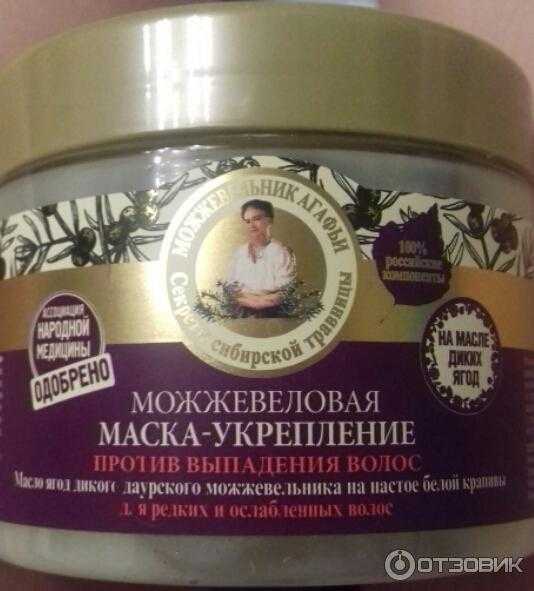 МОЖЖЕВЕЛЬНИК АГАФЬИ
Секреты сибирской травницы
100%
российские
компоненты
АССОЦИАЦИЯ
НАРОДНОЙ
МЕДИЦИНЫ
ОДОБРЕНО
НА МАСЛЕ
ДИКИХ
ЯГОД
МОЖЖЕВЕЛОВАЯ
МАСКА-УКРЕПЛЕНИЕ
ПРОТИВ ВЫПАДЕНИЯ ВОЛОС
Масло ягод дикого даурского можжевельника на настое белой крапивы
для редких и ослабленных волос
ОТЗОВИК